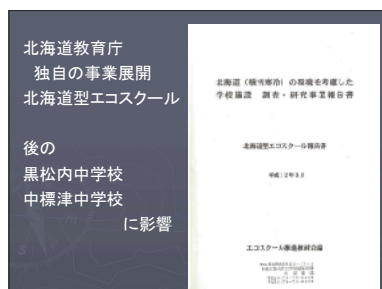 北海道教育庁
独自の事業展開
北海道型エコスクール
後の
黒松内中学校
中標津中学校
に影響
北海道（積雪寒冷）の環境を考慮した
学校施設 調査・研究事業報告書
北海道型エコスクール報告書
平成12年3月
エコスクール推進検討会編